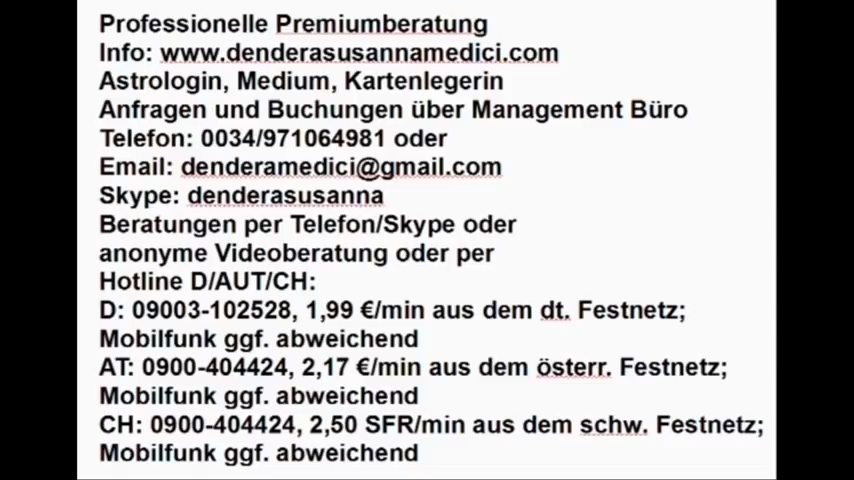 Professionelle Premiumberatung
Info: www.denderasusannamedici.com
Astrologin, Medium, Kartenlegerin
Anfragen und Buchungen über Management Büro
Telefon: 0034/971064981 oder
Email: denderamedici@gmail.com
Skype: denderasusanna
Beratungen per Telefon/Skype oder
anonyme Videoberatung oder per
Hotline D/AUT/CH:
D: 09003-102528, 1,99 €/min aus dem dt. Festnetz;
Mobilfunk ggf. abweichend
AT: 0900-404424, 2,17 €/min aus dem österr. Festnetz;
Mobilfunk ggf. abweichend
CH: 0900-404424, 2,50 SFR/min aus dem schw. Festnetz;
Mobilfunk ggf. abweichend